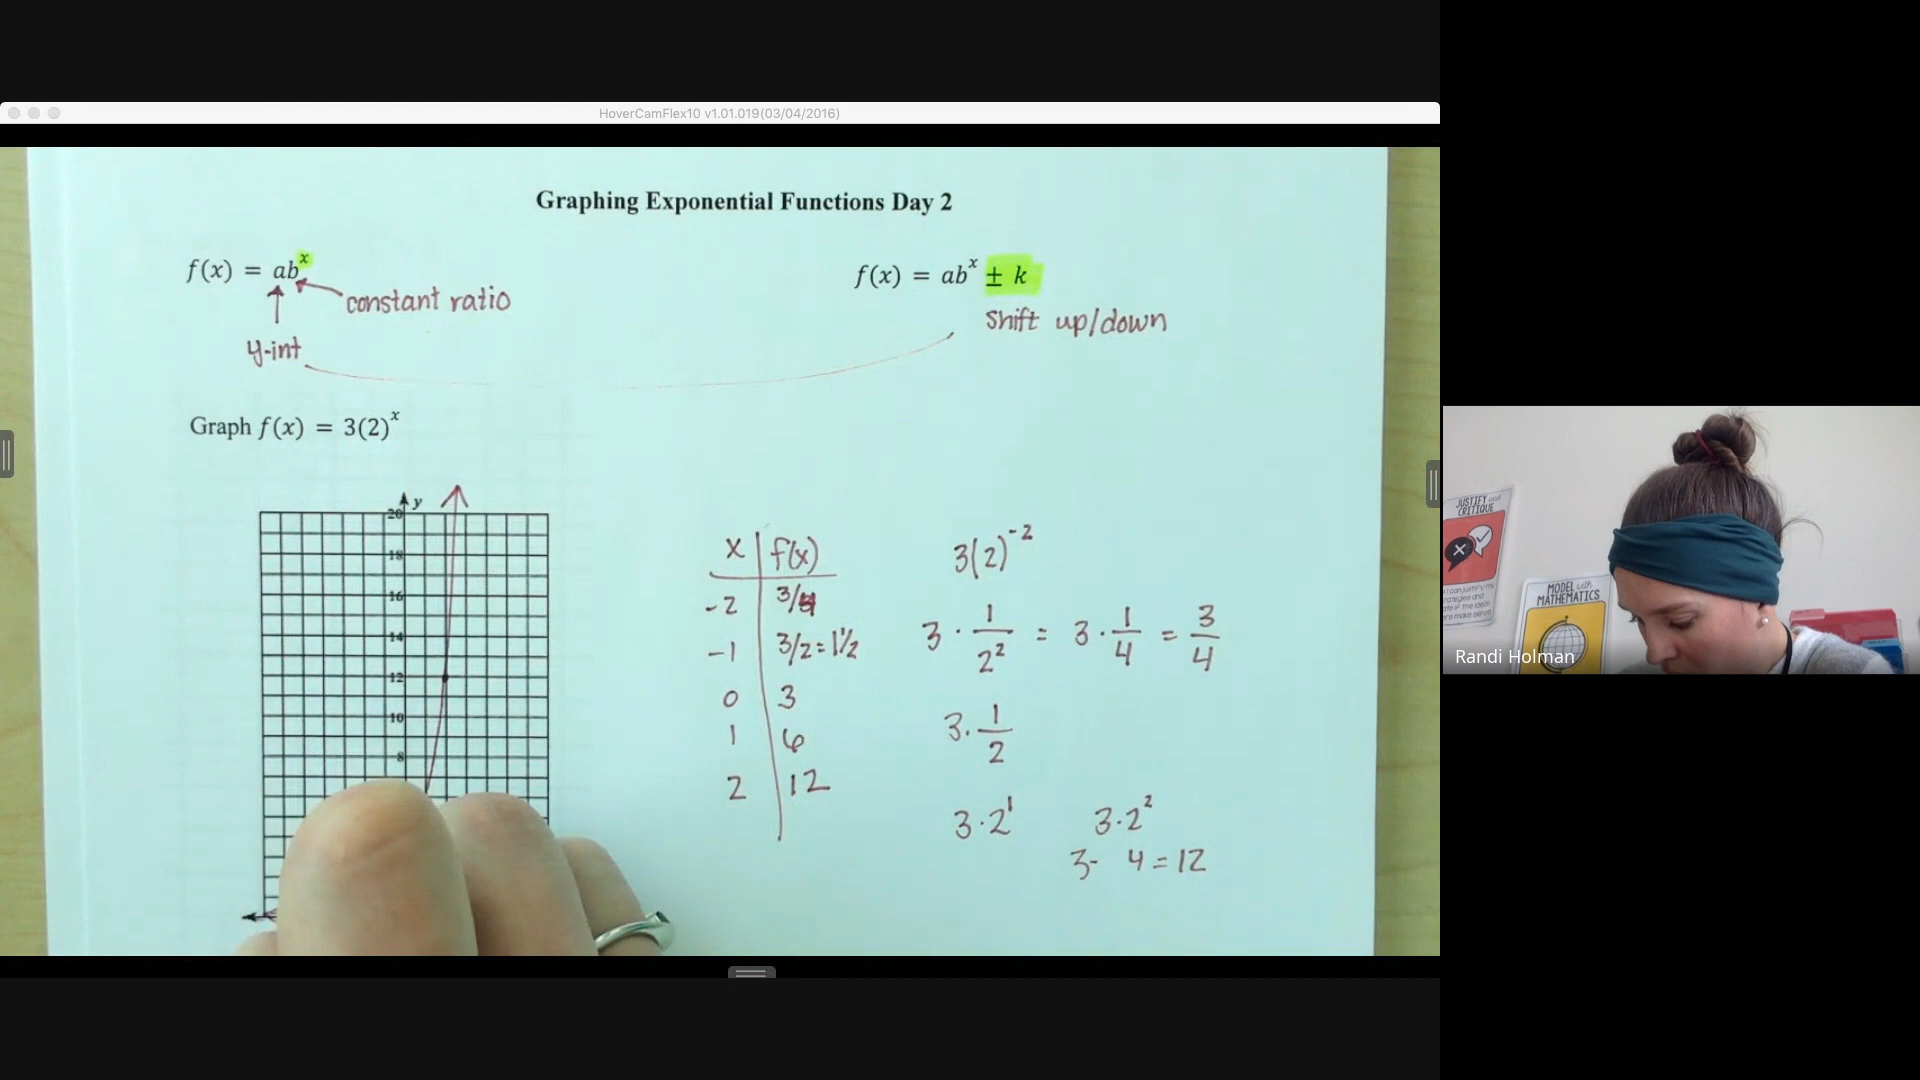 HoverCamFlex10 v1.01.019(03/04/2016)
Graphing Exponential Functions Day 2
f(x) = ab^x
constant ratio
y-int
f(x) = ab^x ± k
Shift up/down
Graph f(x) = 3(2)^x
y
20
18
16
14
12
10
8
x | f(x)
-2 | 3/4
-1 | 3/2 = 1 1/2
0 | 3
1 | 6
2 | 12
3(2)^-2
3 · 1/2^2 = 3 · 1/4 = 3/4
3 · 1/2
3 · 2^1
3 · 2^2
3 · 4 = 12
JUSTIFY and
CRITIQUE
MODEL with
MATHEMATICS
Randi Holman